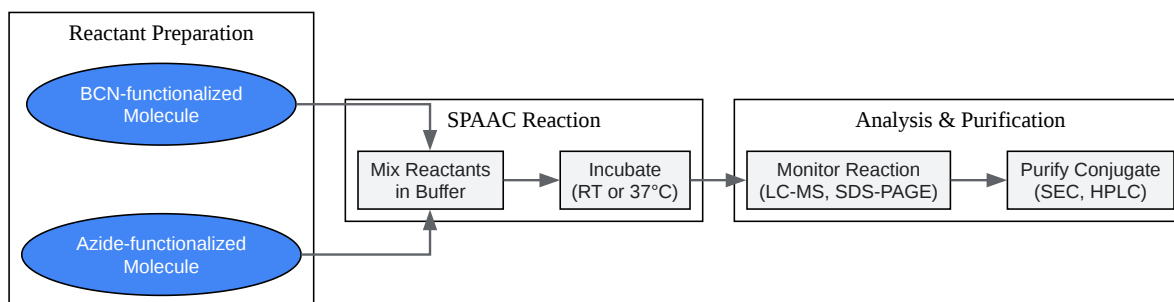 Reactant Preparation
BCN-functionalized
Molecule
Azide-functionalized
Molecule
SPAAC Reaction
Mix Reactants
in Buffer
Incubate
(RT or 37°C)
Analysis & Purification
Monitor Reaction
(LC-MS, SDS-PAGE)
Purify Conjugate
(SEC, HPLC)